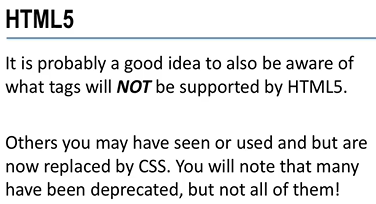 HTML5
It is probably a good idea to also be aware of
what tags will NOT be supported by HTML5.
Others you may have seen or used and but are
now replaced by CSS. You will note that many
have been deprecated, but not all of them!